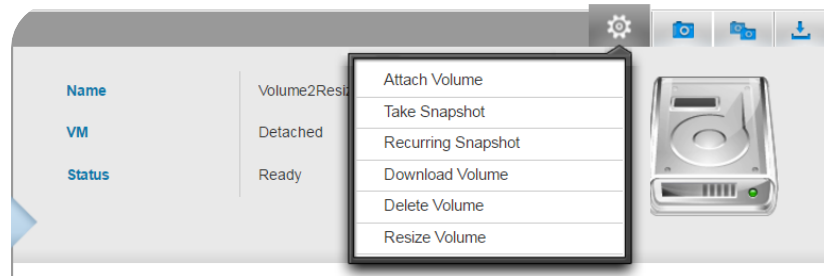 Name
Volume2Resiz
VM
Detached
Status
Ready
Attach Volume
Take Snapshot
Recurring Snapshot
Download Volume
Delete Volume
Resize Volume